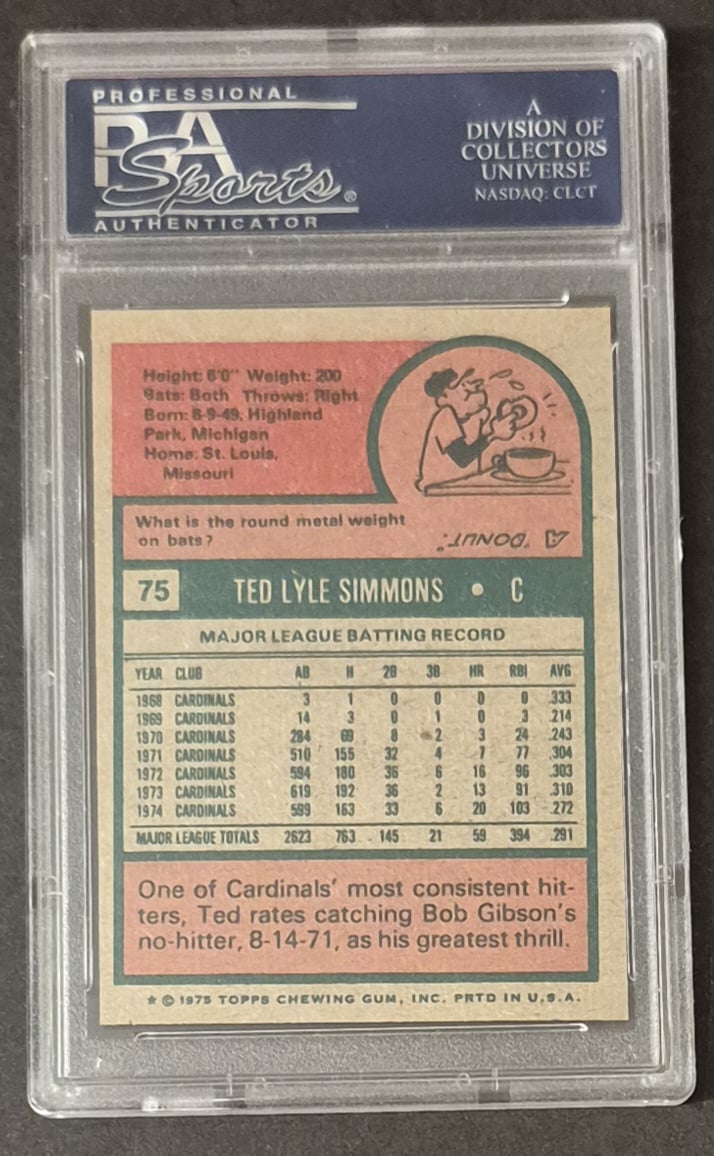 PROFESSIONAL
PSA
Sports®
AUTHENTICATOR
A
DIVISION OF
COLLECTORS
UNIVERSE
NASDAQ: CLCT
Height: 6'0" Weight: 200
Bats: Both Throws: Right
Born: 8-9-49, Highland
Park, Michigan
Home: St. Louis,
Missouri
What is the round metal weight
on bats?
A "DONUT".
75 TED LYLE SIMMONS • C
MAJOR LEAGUE BATTING RECORD
YEAR CLUB AB H 2B 3B HR RBI AVG
1968 CARDINALS 3 1 0 0 0 0 .333
1969 CARDINALS 14 3 0 1 0 3 .214
1970 CARDINALS 284 69 8 2 3 24 .243
1971 CARDINALS 510 155 32 4 7 77 .304
1972 CARDINALS 594 180 36 6 16 96 .303
1973 CARDINALS 619 192 36 2 13 91 .310
1974 CARDINALS 599 163 33 6 20 103 .272
MAJOR LEAGUE TOTALS 2623 763 145 21 59 394 .291
One of Cardinals' most consistent hit-
ters, Ted rates catching Bob Gibson's
no-hitter, 8-14-71, as his greatest thrill.
★ © 1975 TOPPS CHEWING GUM, INC. PRTD IN U.S.A.